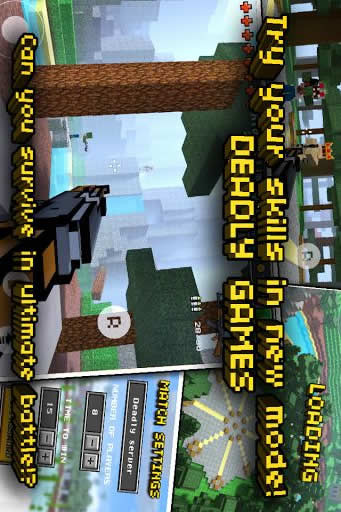 Try your skills in new mode!
DEADLY GAMES
Can you survive in ultimate battle!?
R
R
LOADING
MATCH SETTINGS
Deadly server
NUMBER OF PLAYERS
8
-
+
TIME TO WIN
15
-
+